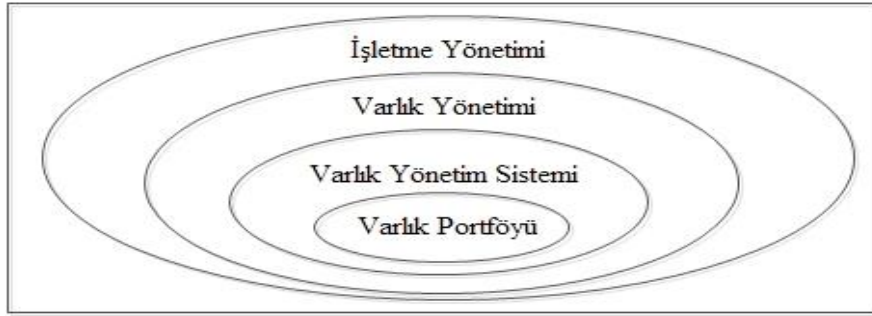 İşletme Yönetimi
Varlık Yönetimi
Varlık Yönetim Sistemi
Varlık Portföyü